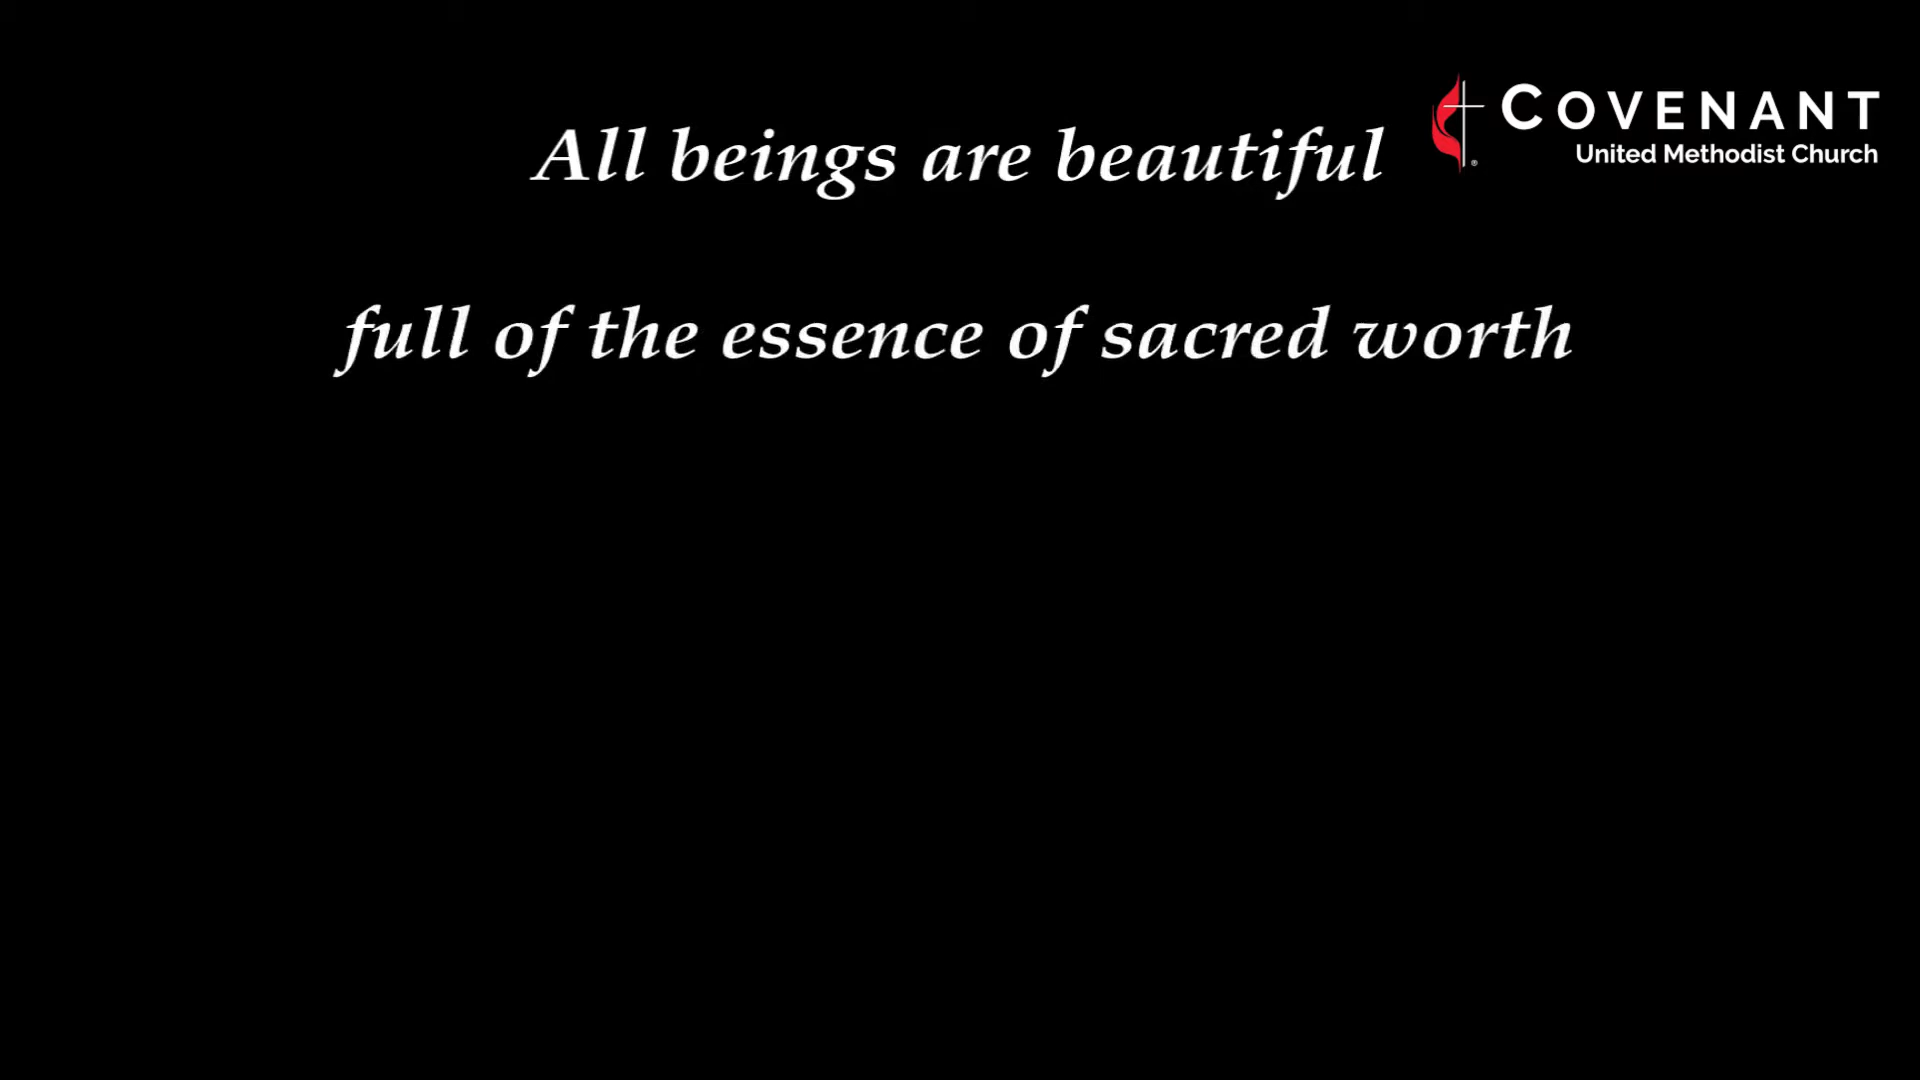 COVENANT
United Methodist Church
All beings are beautiful
full of the essence of sacred worth